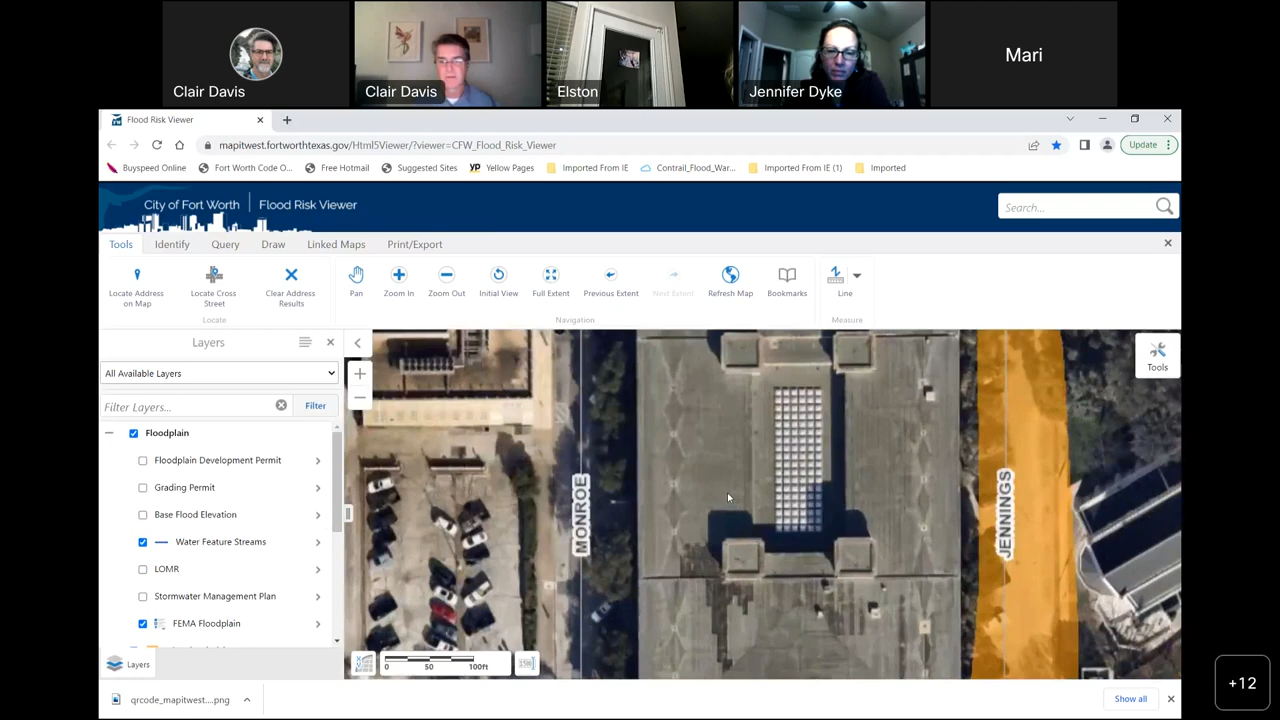 Clair Davis
Clair Davis
Elston
Jennifer Dyke
Mari
Flood Risk Viewer
mapitwest.fortworthtexas.gov/Html5Viewer/?viewer=CFW_Flood_Risk_Viewer
Update
Buyspeed Online
Fort Worth Code O...
Free Hotmail
Suggested Sites
YP Yellow Pages
Imported From IE
Contrail_Flood_War...
Imported From IE (1)
Imported
City of Fort Worth
Flood Risk Viewer
Search...
Tools
Identify
Query
Draw
Linked Maps
Print/Export
Locate Address on Map
Locate Cross Street
Clear Address Results
Pan
Zoom In
Zoom Out
Initial View
Full Extent
Previous Extent
Next Extent
Refresh Map
Bookmarks
Line
Locate
Navigation
Measure
Layers
Tools
All Available Layers
Filter Layers...
Filter
Floodplain
Floodplain Development Permit
Grading Permit
Base Flood Elevation
Water Feature Streams
LOMR
Stormwater Management Plan
FEMA Floodplain
MONROE
JENNINGS
Layers
0 50 100ft
qrcode_mapitwest....png
Show all
+12